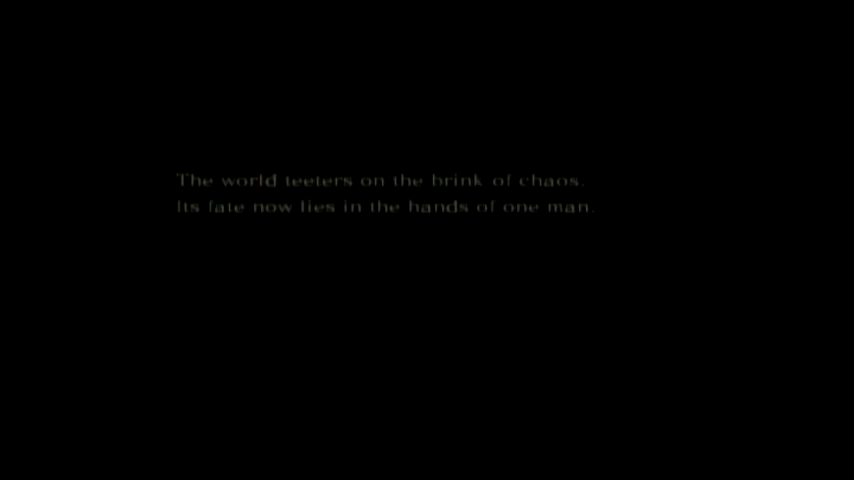 The world teeters on the brink of chaos.
Its fate now lies in the hands of one man.